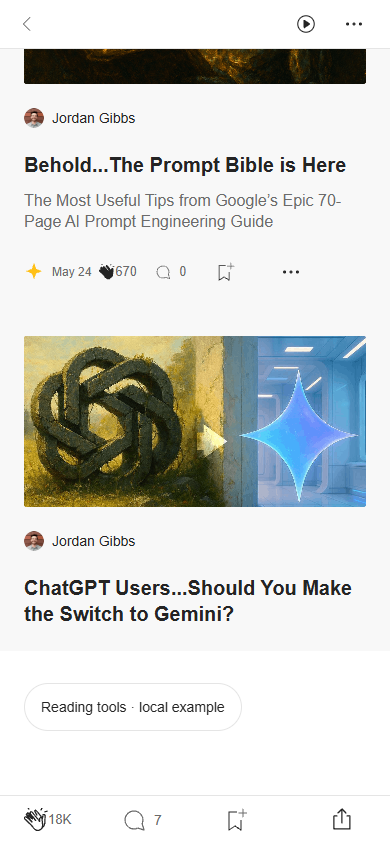 Jordan Gibbs
Behold...The Prompt Bible is Here
The Most Useful Tips from Google's Epic 70-
Page AI Prompt Engineering Guide
May 24 670 0
Jordan Gibbs
ChatGPT Users...Should You Make
the Switch to Gemini?
Reading tools · local example
18K 7